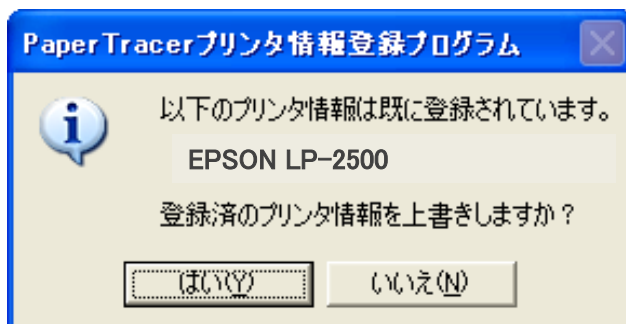 PaperTracerプリンタ情報登録プログラム
以下のプリンタ情報は既に登録されています。
EPSON LP-2500
登録済のプリンタ情報を上書きしますか？
はい(Y) いいえ(N)